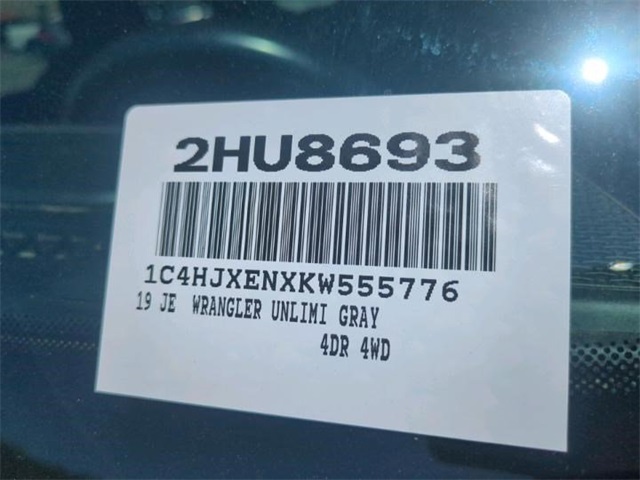 2HU8693
1C4HJXENXKW555776
19 JE WRANGLER UNLIMI GRAY
4DR 4WD